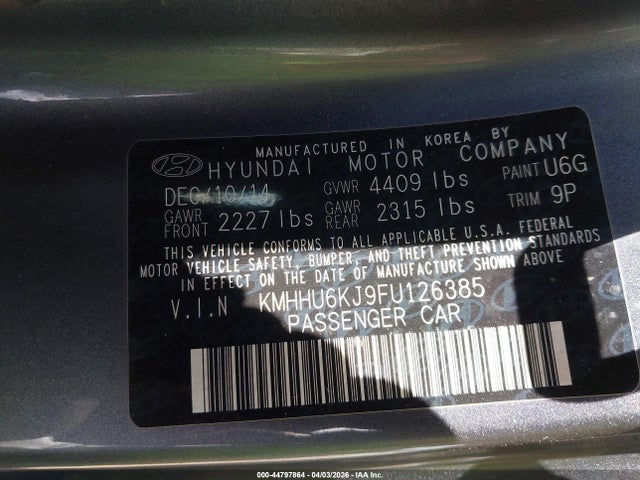 MANUFACTURED IN KOREA BY
HYUNDAI MOTOR COMPANY
DEC/10/14 GVWR 4409 lbs PAINT U6G
GAWR FRONT 2227 lbs GAWR REAR 2315 lbs TRIM 9P
THIS VEHICLE CONFORMS TO ALL APPLICABLE U.S.A. FEDERAL
MOTOR VEHICLE SAFETY, BUMPER, AND THEFT PREVENTION STANDARDS
IN EFFECT ON THE DATE OF MANUFACTURE SHOWN ABOVE.
V.I.N KMHHU6KJ9FU126385
PASSENGER CAR
000-44797864 - 04/03/2026 - IAA Inc.